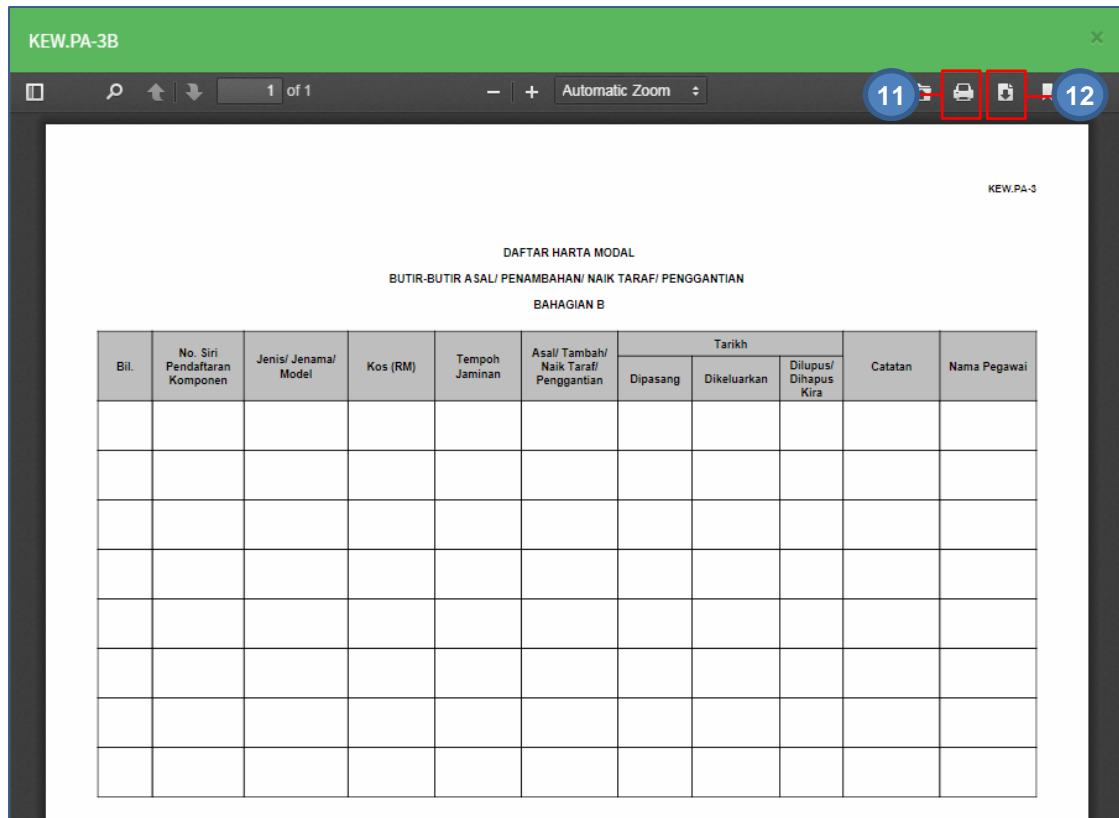 KEW.PA-3B ×
1 of 1 − + Automatic Zoom
11 12
KEW.PA-3
DAFTAR HARTA MODAL
BUTIR-BUTIR ASAL/ PENAMBAHAN/ NAIK TARAF/ PENGGANTIAN
BAHAGIAN B
Bil.
No. Siri
Pendaftaran
Komponen
Jenis/ Jenama/
Model
Kos (RM)
Tempoh
Jaminan
Asal/ Tambah/
Naik Taraf/
Penggantian
Tarikh
Dipasang
Dikeluarkan
Dilupus/
Dihapus
Kira
Catatan
Nama Pegawai